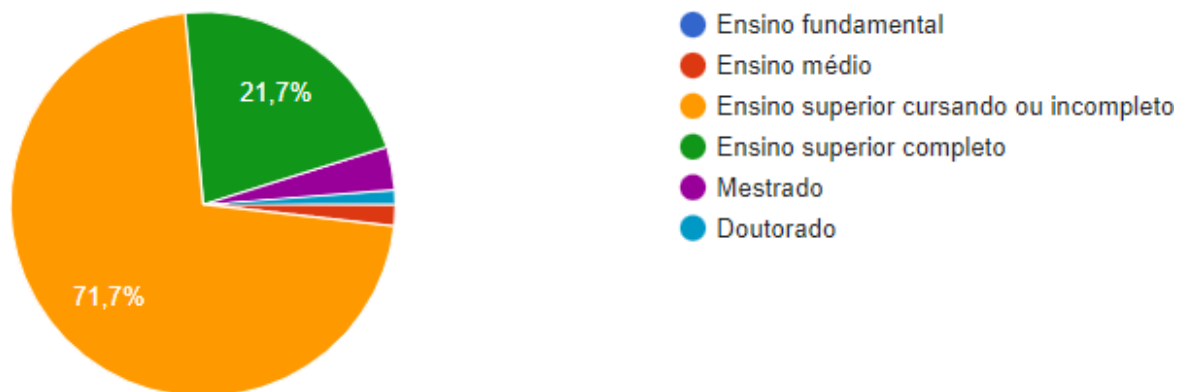 21,7%
71,7%
Ensino fundamental
Ensino médio
Ensino superior cursando ou incompleto
Ensino superior completo
Mestrado
Doutorado